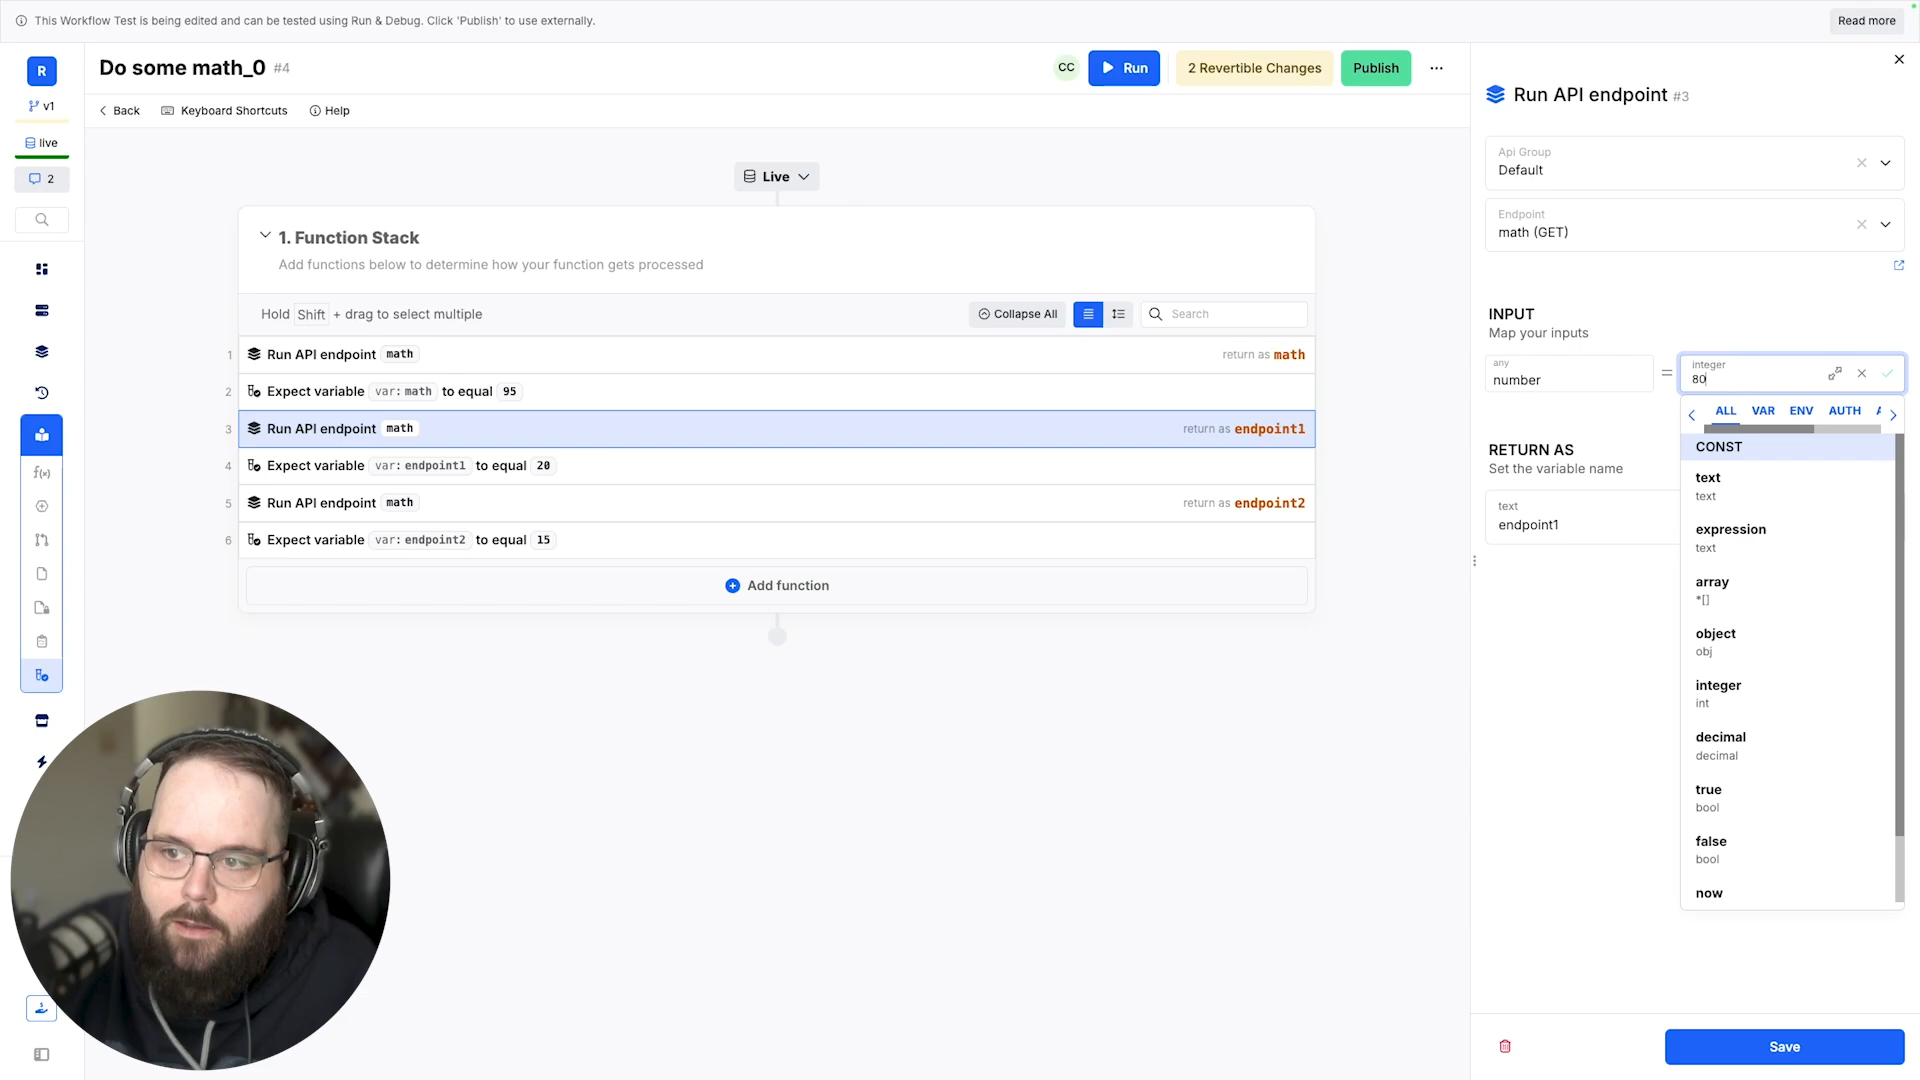 This Workflow Test is being edited and can be tested using Run & Debug. Click 'Publish' to use externally.
Read more
R
v1
live
2
Do some math_0 #4
CC
Run
2 Revertible Changes
Publish
Back
Keyboard Shortcuts
Help
Live
1. Function Stack
Add functions below to determine how your function gets processed
Hold Shift + drag to select multiple
Collapse All
Search
1 Run API endpoint math return as math
2 Expect variable var: math to equal 95
3 Run API endpoint math return as endpoint1
4 Expect variable var: endpoint1 to equal 20
5 Run API endpoint math return as endpoint2
6 Expect variable var: endpoint2 to equal 15
Add function
f(x)
Run API endpoint #3
Api Group
Default
Endpoint
math (GET)
INPUT
Map your inputs
any
number
=
integer
80
ALL VAR ENV AUTH
CONST
text
text
expression
text
array
*[]
object
obj
integer
int
decimal
decimal
true
bool
false
bool
now
RETURN AS
Set the variable name
text
endpoint1
Save